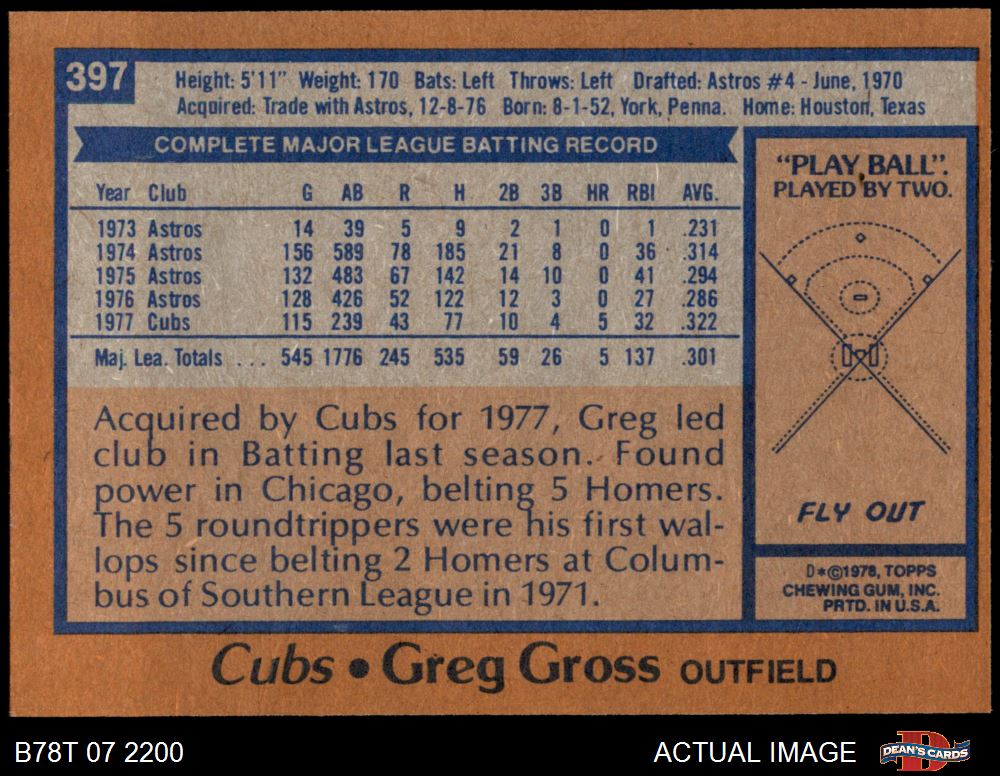 397
Height: 5'11" Weight: 170 Bats: Left Throws: Left Drafted: Astros #4 - June, 1970
Acquired: Trade with Astros, 12-8-76 Born: 8-1-52, York, Penna. Home: Houston, Texas
COMPLETE MAJOR LEAGUE BATTING RECORD
Year Club G AB R H 2B 3B HR RBI AVG.
1973 Astros 14 39 5 9 2 1 0 1 .231
1974 Astros 156 589 78 185 21 8 0 36 .314
1975 Astros 132 483 67 142 14 10 0 41 .294
1976 Astros 128 426 52 122 12 3 0 27 .286
1977 Cubs 115 239 43 77 10 4 5 32 .322
Maj. Lea. Totals ... 545 1776 245 535 59 26 5 137 .301
Acquired by Cubs for 1977, Greg led
club in Batting last season. Found
power in Chicago, belting 5 Homers.
The 5 roundtrippers were his first wal-
lops since belting 2 Homers at Colum-
bus of Southern League in 1971.
"PLAY BALL".
PLAYED BY TWO.
FLY OUT
D*©1978, TOPPS
CHEWING GUM, INC.
PRTD. IN U.S.A.
Cubs • Greg Gross OUTFIELD
B78T 07 2200
ACTUAL IMAGE
D
DEAN'S CARDS